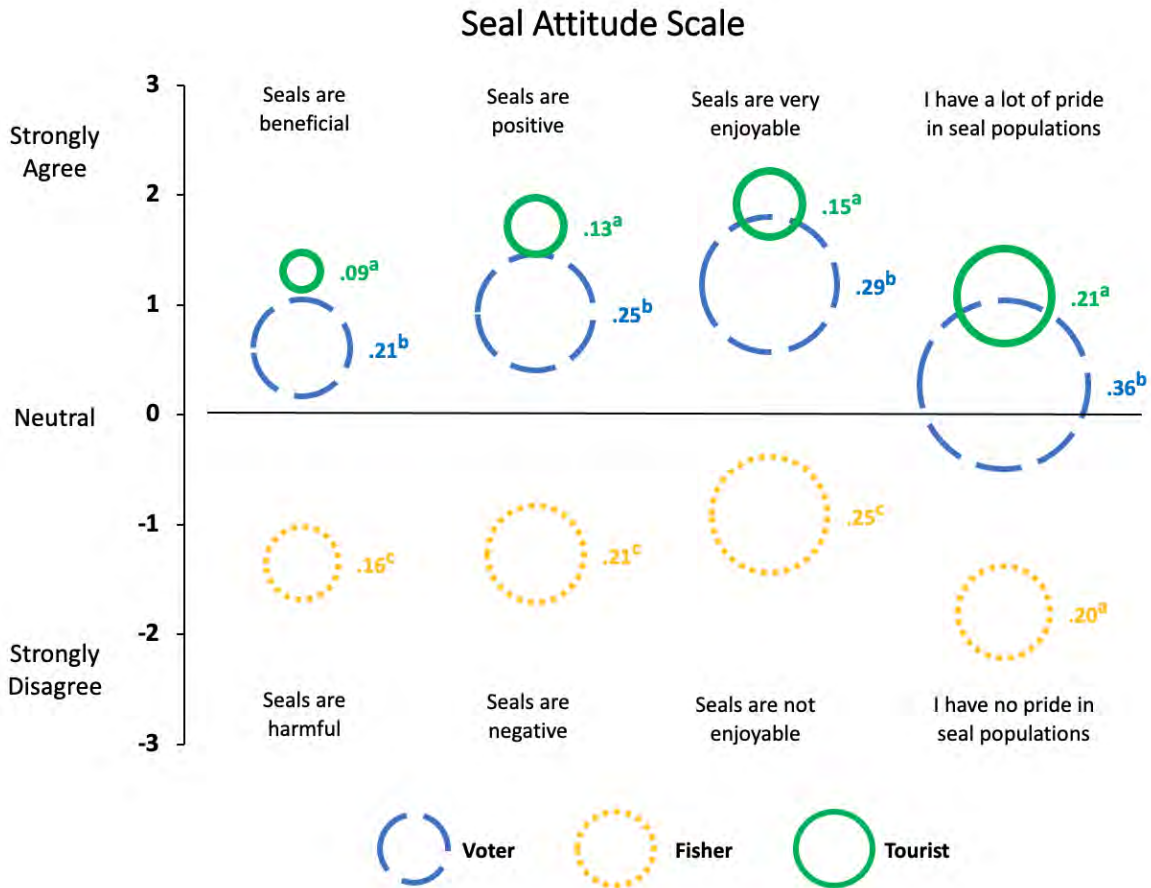 Seal Attitude Scale
3
Seals are
beneficial
Seals are
positive
Seals are very
enjoyable
I have a lot of pride
in seal populations
Strongly
Agree
2
.09a
.13a
.15a
.21a
1
.21b
.25b
.29b
.36b
Neutral
0
-1
.16c
.21c
.25c
.20a
-2
Strongly
Disagree
Seals are
harmful
Seals are
negative
Seals are not
enjoyable
I have no pride in
seal populations
-3
Voter
Fisher
Tourist